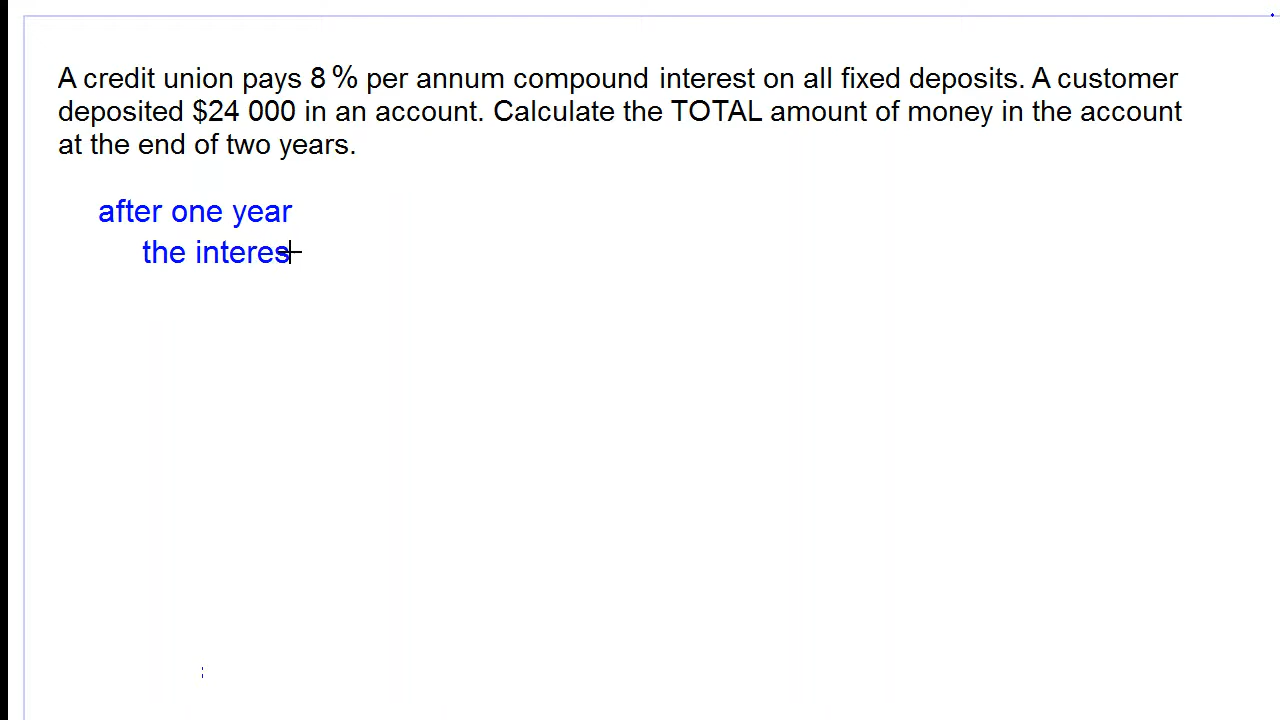 A credit union pays 8 % per annum compound interest on all fixed deposits. A customer
deposited $24 000 in an account. Calculate the TOTAL amount of money in the account
at the end of two years.
after one year
the interes